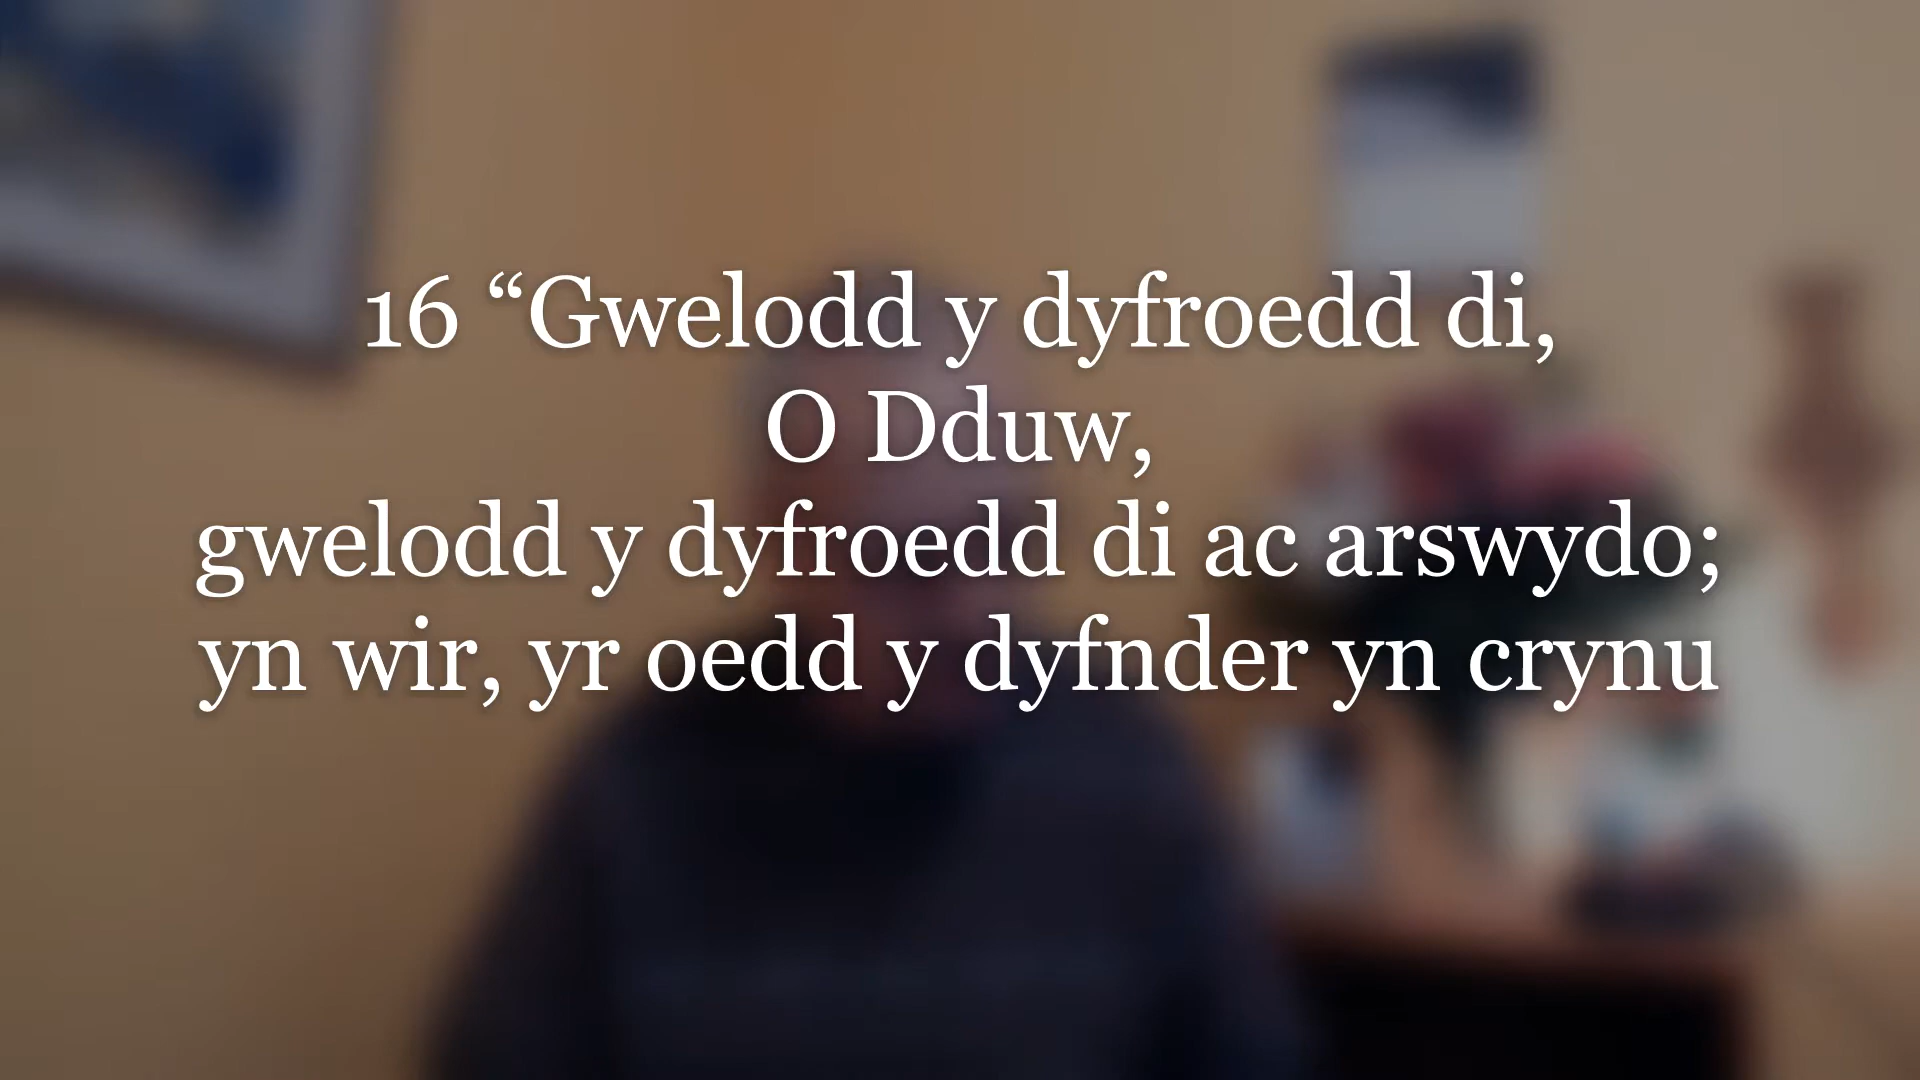 16 “Gwelodd y dyfroedd di,
O Dduw,
gwelodd y dyfroedd di ac arswydo;
yn wir, yr oedd y dyfnder yn crynu